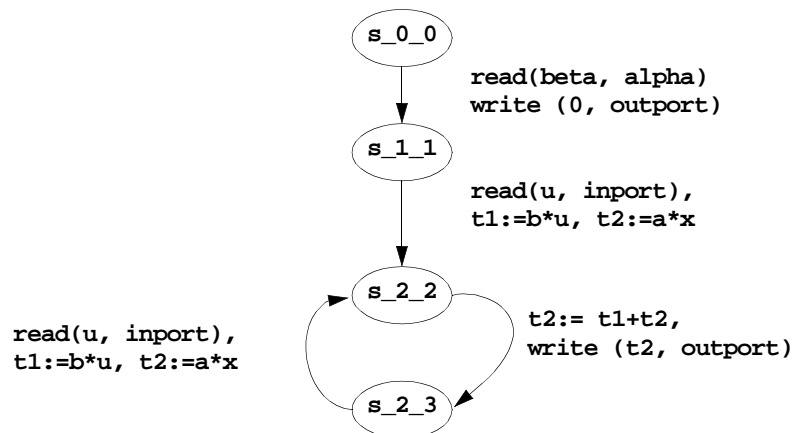 s_0_0
read(beta, alpha)
write (0, outport)
s_1_1
read(u, inport),
t1:=b*u, t2:=a*x
s_2_2
t2:= t1+t2,
write (t2, outport)
read(u, inport),
t1:=b*u, t2:=a*x
s_2_3